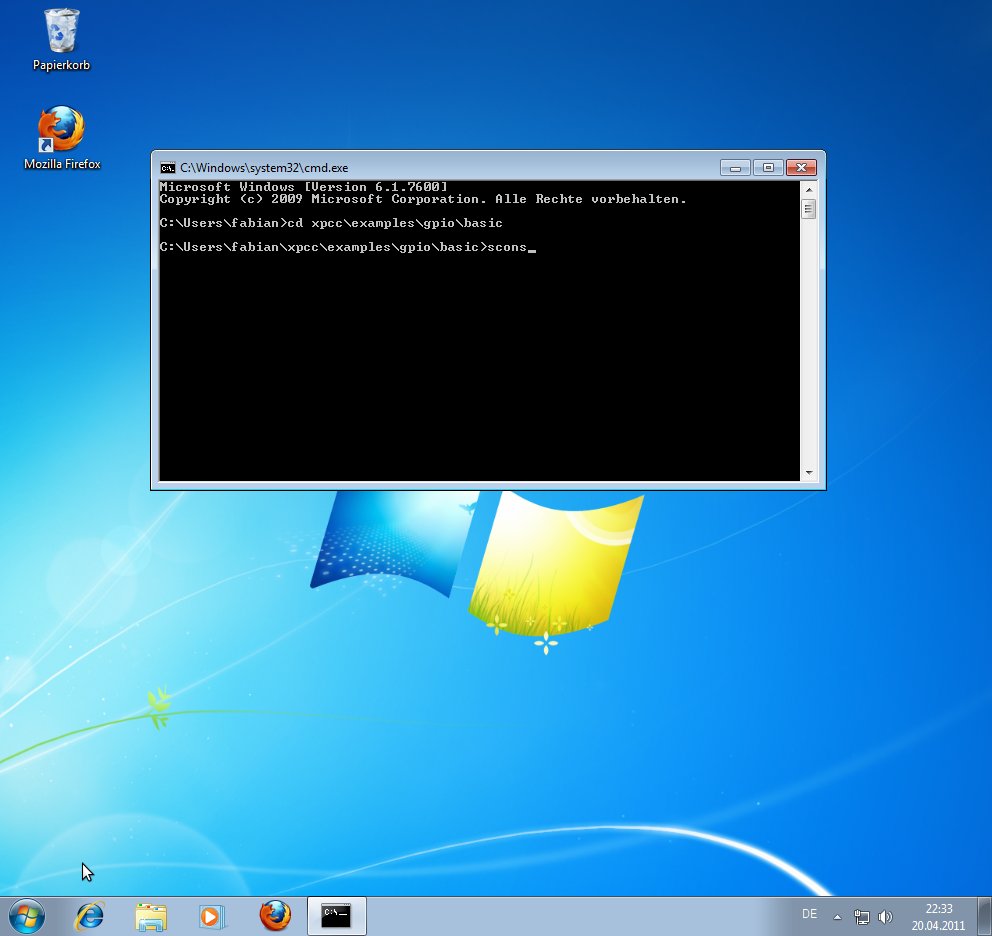 Papierkorb
Mozilla Firefox
C:\Windows\system32\cmd.exe
Microsoft Windows [Version 6.1.7600]
Copyright (c) 2009 Microsoft Corporation. Alle Rechte vorbehalten.
C:\Users\fabian>cd xpcc\examples\gpio\basic
C:\Users\fabian\xpcc\examples\gpio\basic>scons_
DE
22:33
20.04.2011